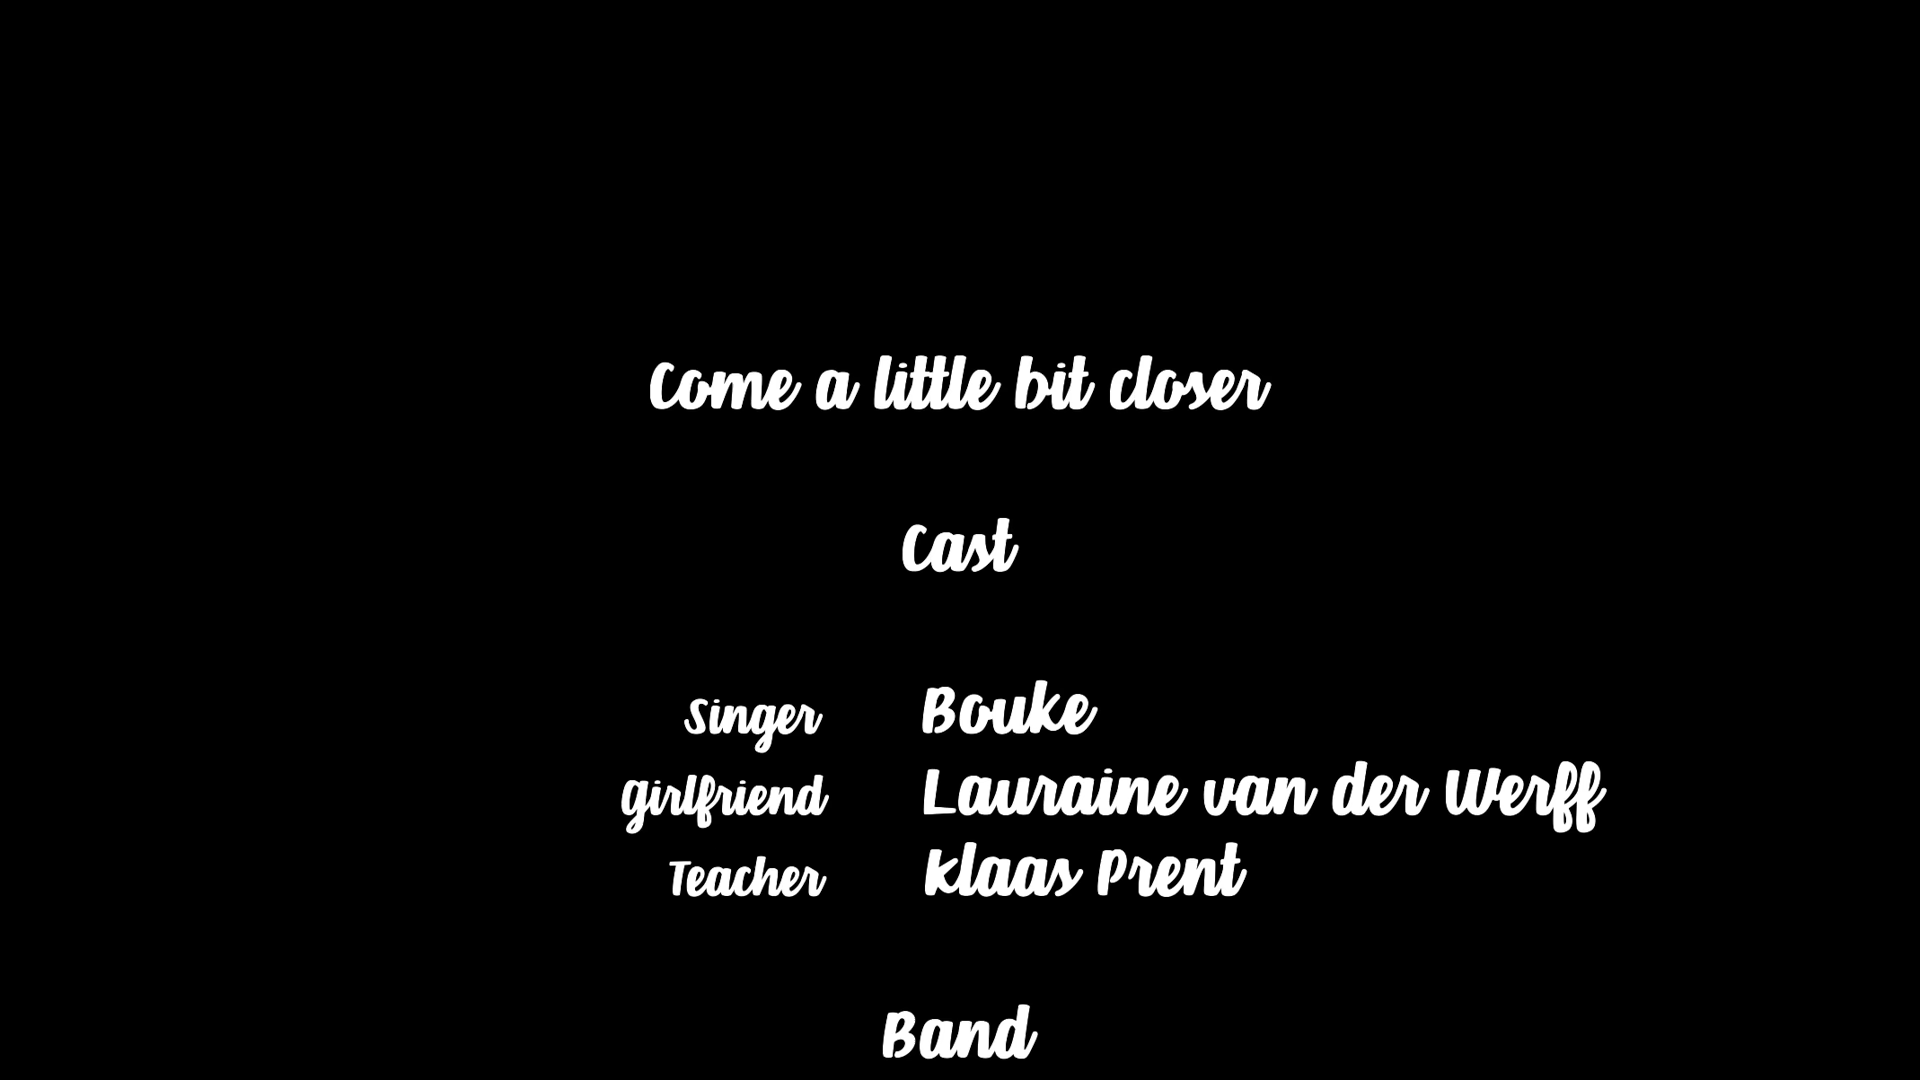 Come a little bit closer
Cast
Singer Bouke
Girlfriend Lauraine van der Werff
Teacher Klaas Prent
Band